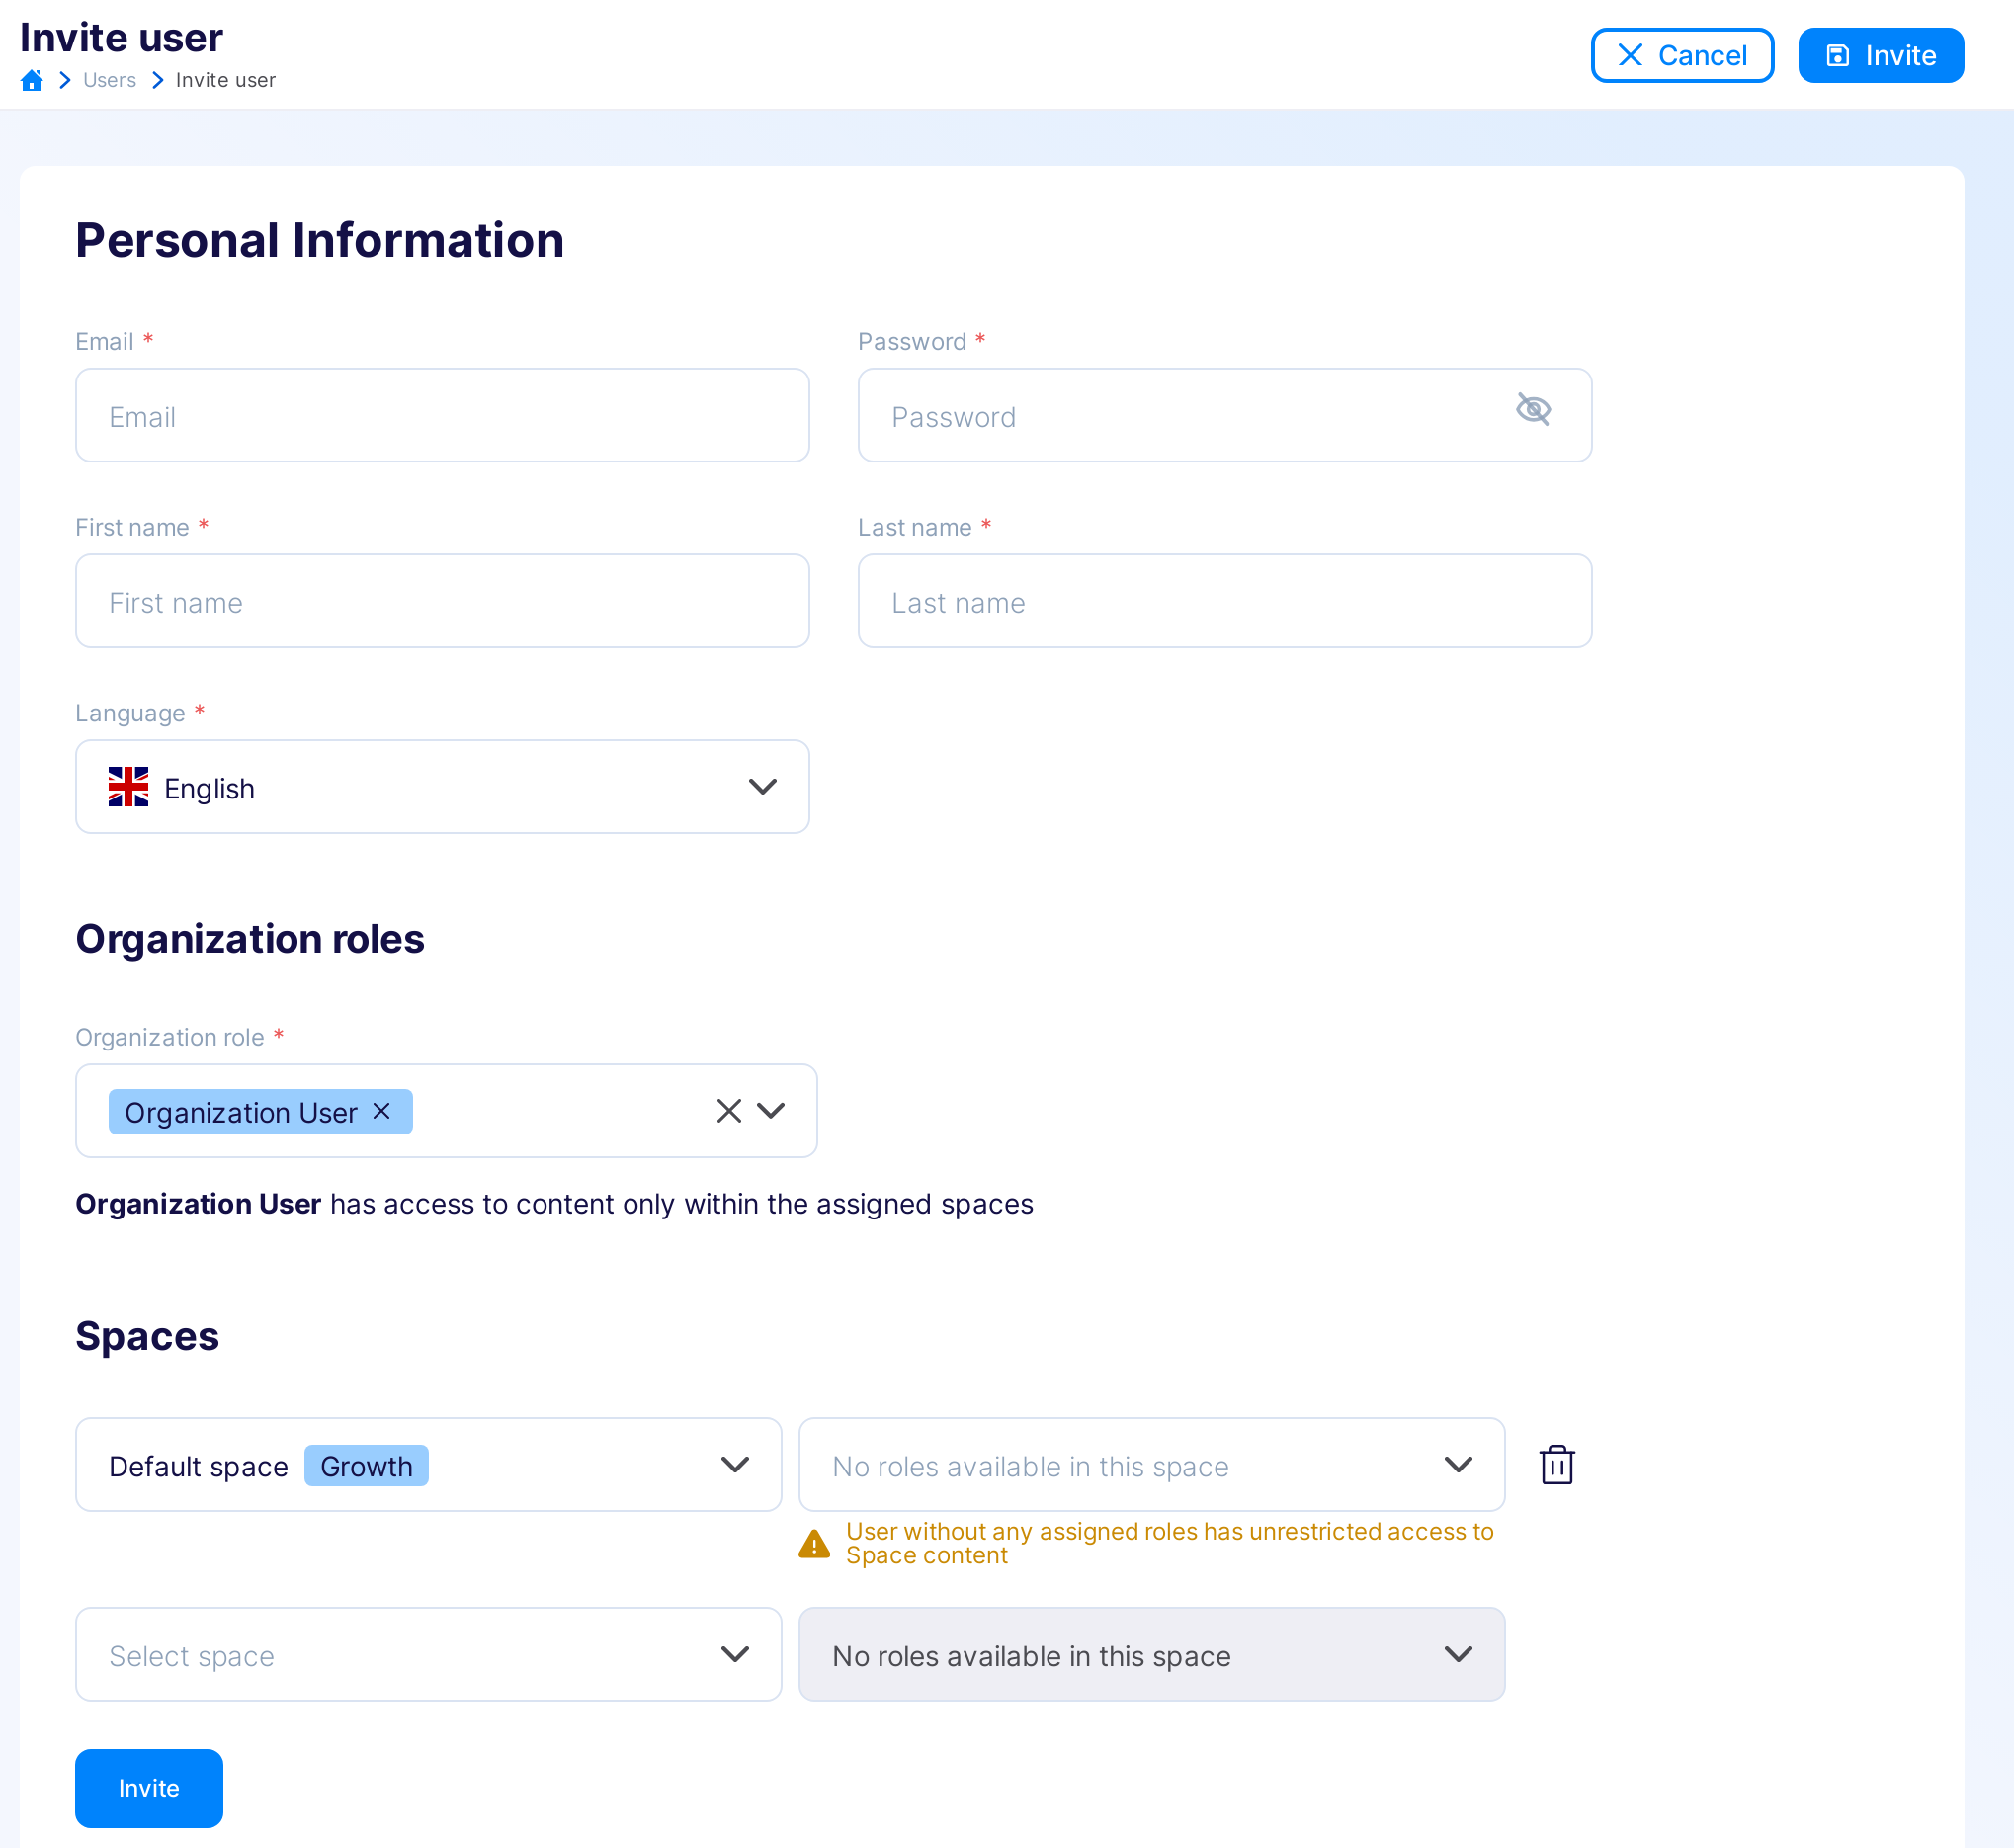 Invite user
Users Invite user
Cancel
Invite
Personal Information
Email *
Password *
Email
Password
First name *
Last name *
First name
Last name
Language *
English
Organization roles
Organization role *
Organization User
Organization User has access to content only within the assigned spaces
Spaces
Default space Growth
No roles available in this space
User without any assigned roles has unrestricted access to
Space content
Select space
No roles available in this space
Invite